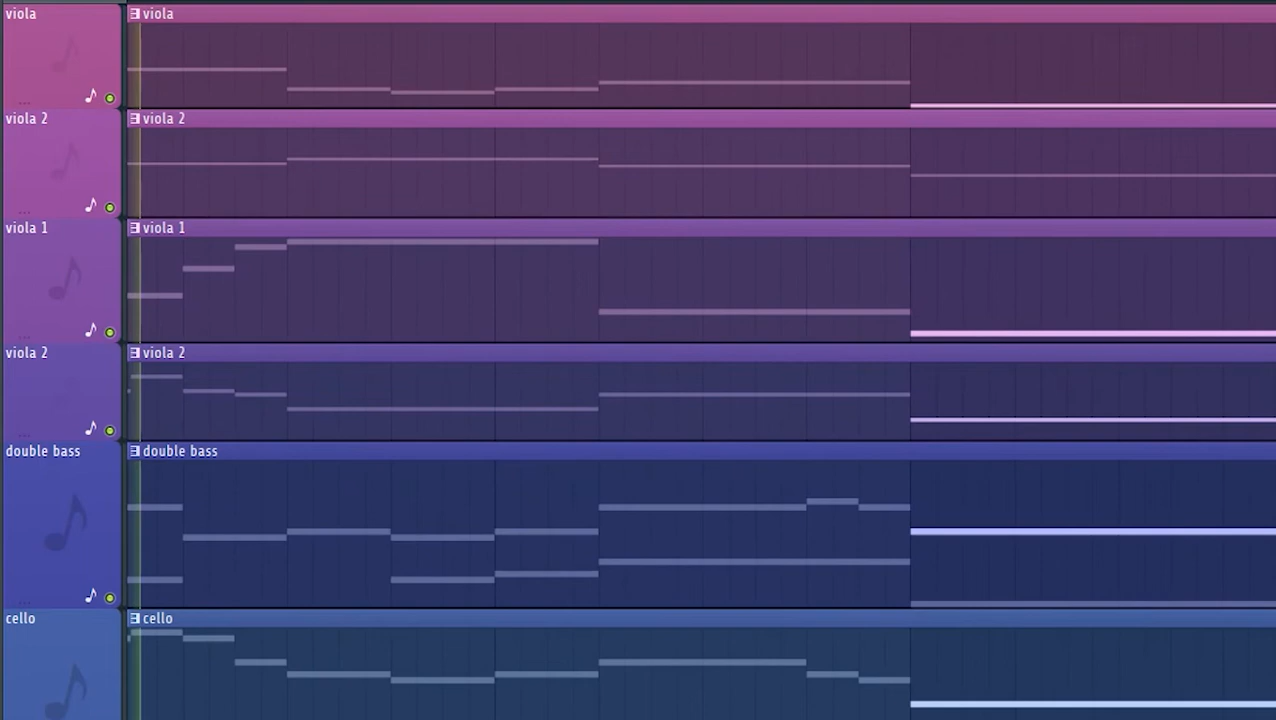 viola viola
viola 2 viola 2
viola 1 viola 1
viola 2 viola 2
double bass double bass
cello cello